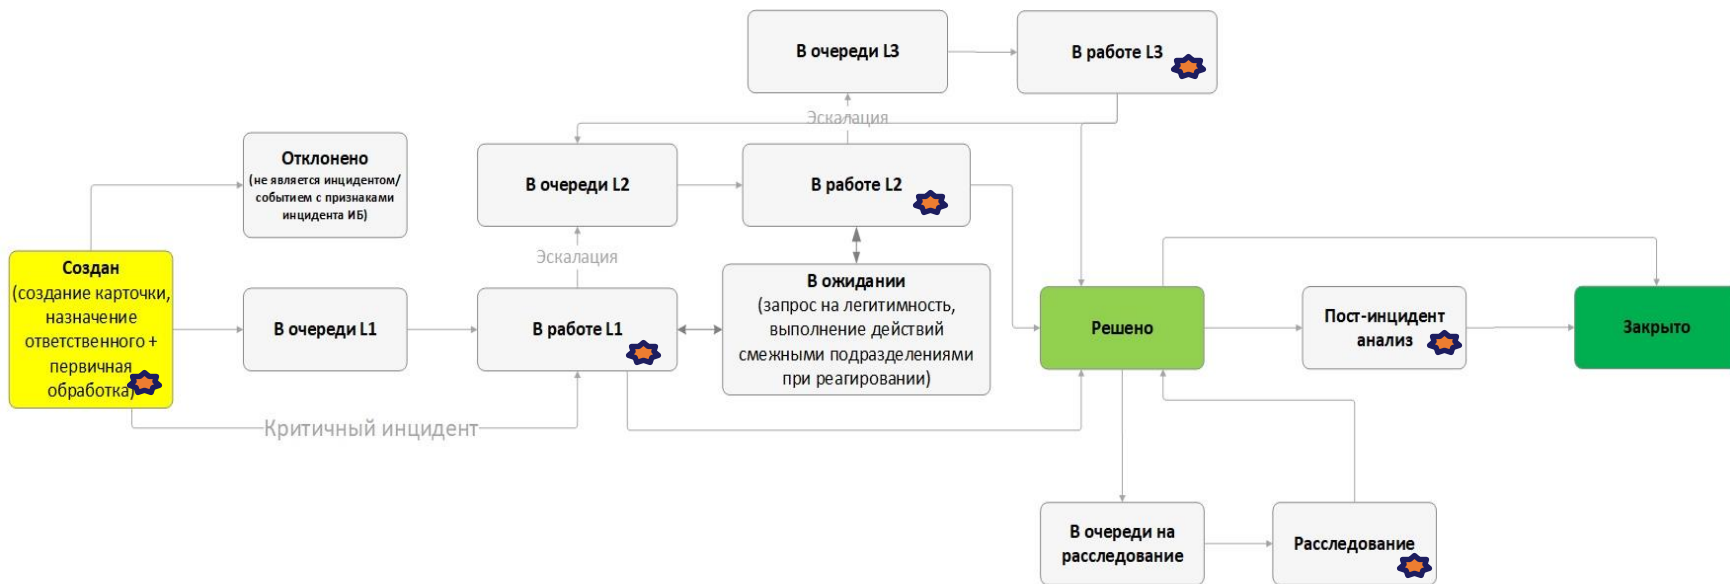 В очереди L3
В работе L3
Эскалация
Отклонено
(не является инцидентом/
событием с признаками
инцидента ИБ)
В очереди L2
В работе L2
Эскалация
Создан
(создание карточки,
назначение
ответственного +
первичная
обработка)
В очереди L1
В работе L1
В ожидании
(запрос на легитимность,
выполнение действий
смежными подразделениями
при реагировании)
Решено
Пост-инцидент
анализ
Закрыто
Критичный инцидент
В очереди на
расследование
Расследование